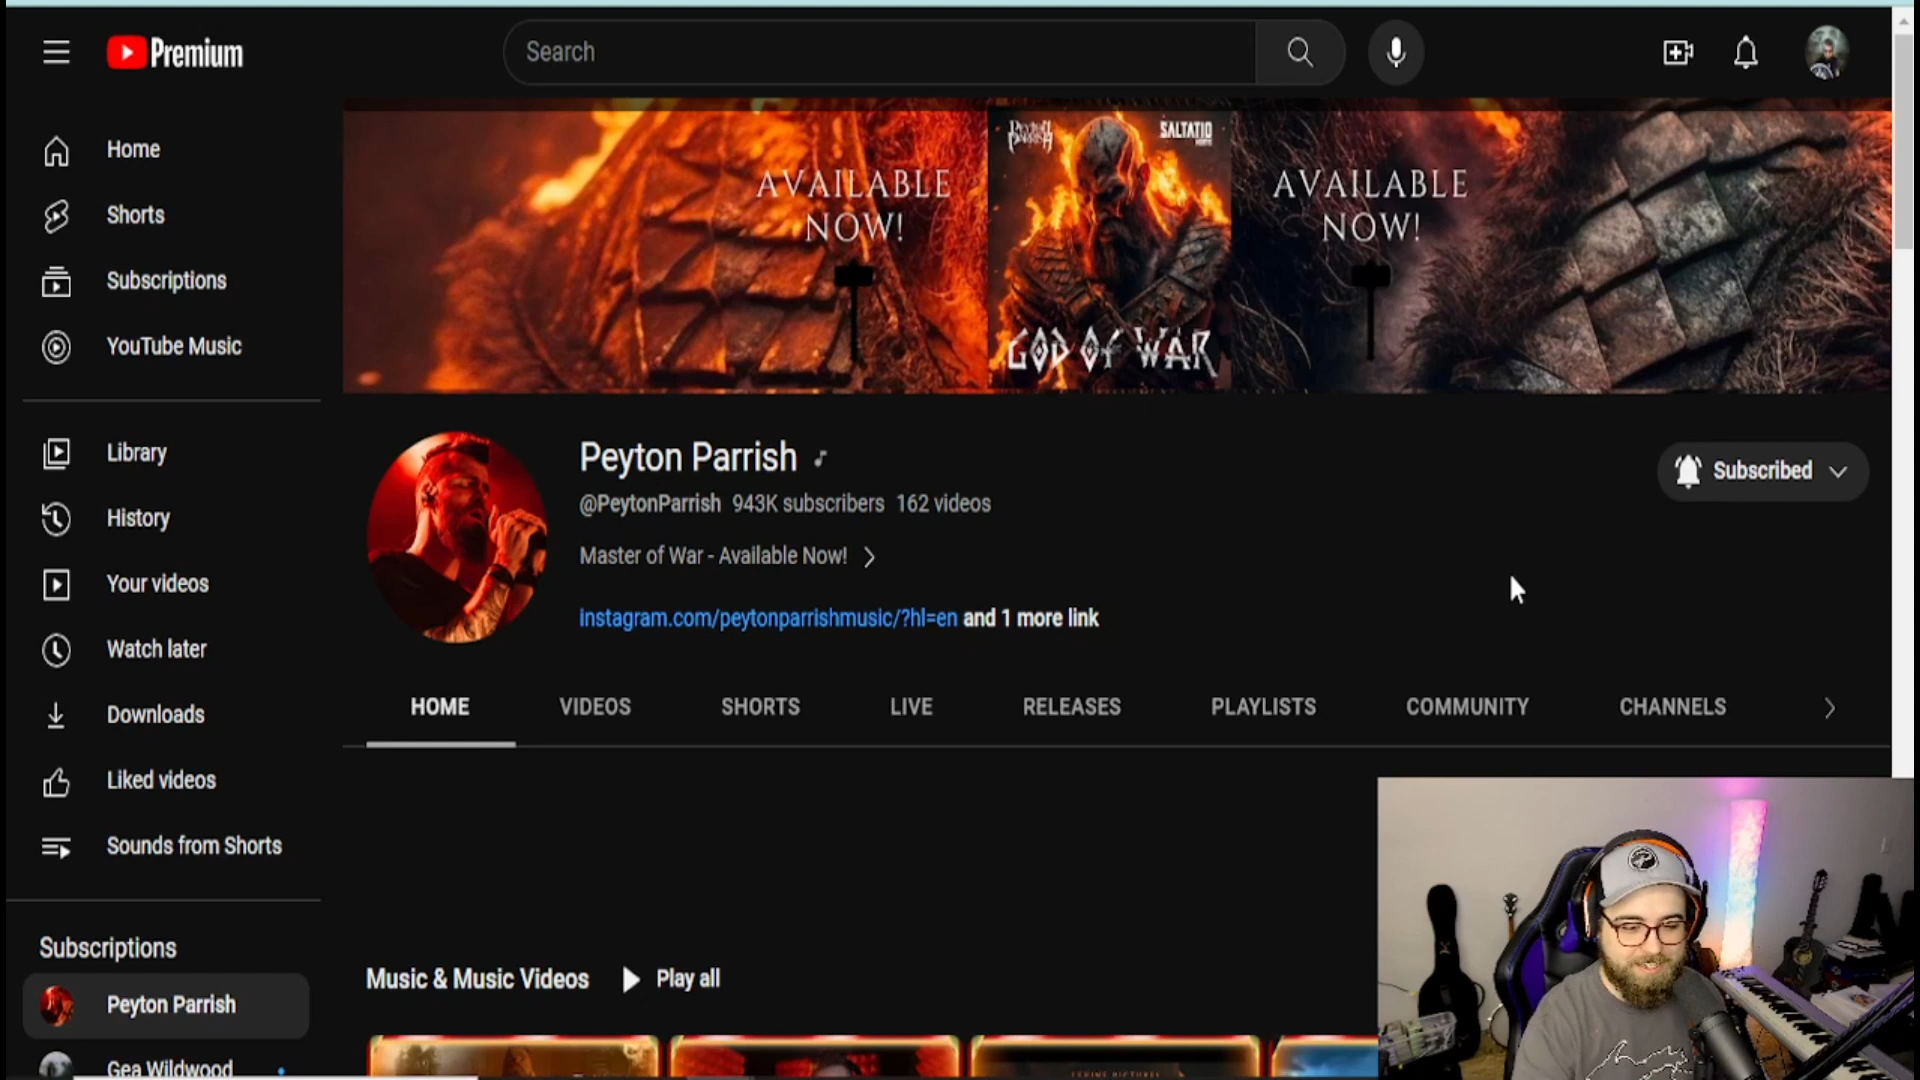 Premium
Search
Home
Shorts
Subscriptions
YouTube Music
Library
History
Your videos
Watch later
Downloads
Liked videos
Sounds from Shorts
Subscriptions
Peyton Parrish
Gea Wildwood
AVAILABLE
NOW!
PEYTON
PARRISH
SALTATIO
GOD OF WAR
AVAILABLE
NOW!
Peyton Parrish
@PeytonParrish 943K subscribers 162 videos
Master of War - Available Now!
instagram.com/peytonparrishmusic/?hl=en and 1 more link
Subscribed
HOME VIDEOS SHORTS LIVE RELEASES PLAYLISTS COMMUNITY CHANNELS
Music & Music Videos Play all